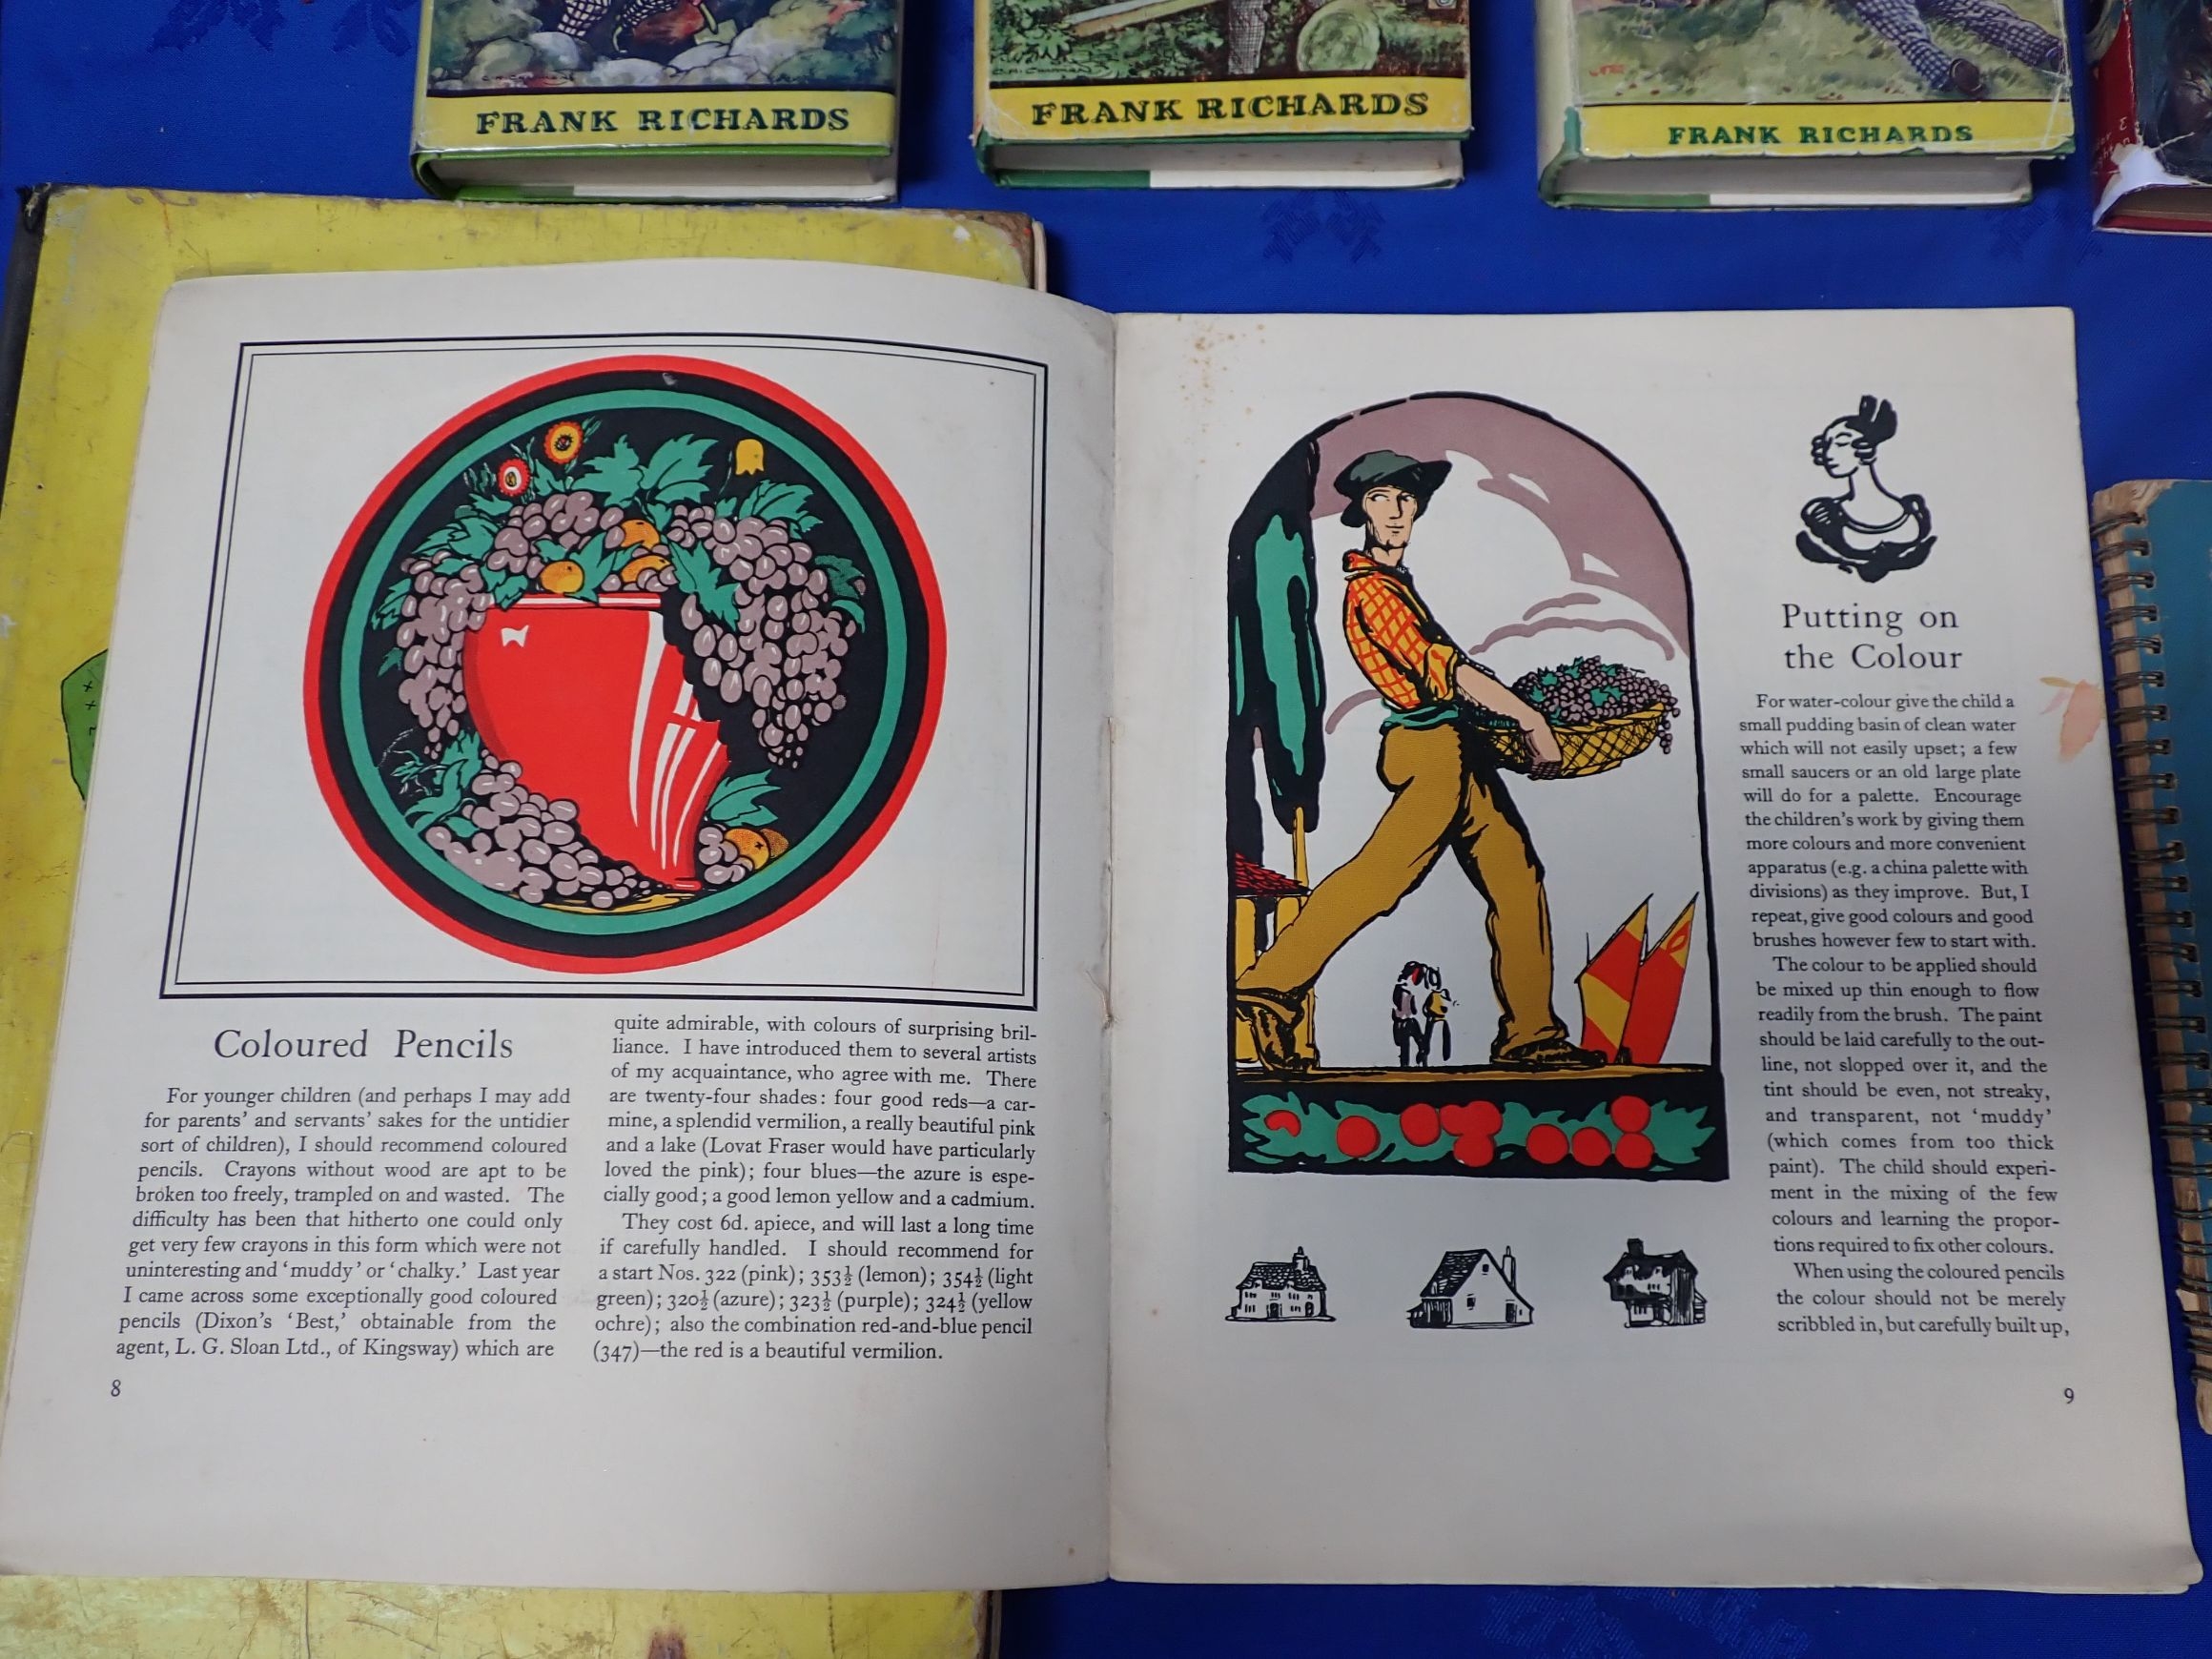 FRANK RICHARDS
FRANK RICHARDS
FRANK RICHARDS
Coloured Pencils
For younger children (and perhaps I may add
for parents' and servants' sakes for the untidier
sort of children), I should recommend coloured
pencils. Crayons without wood are apt to be
broken too freely, trampled on and wasted. The
difficulty has been that hitherto one could only
get very few crayons in this form which were not
uninteresting and 'muddy' or 'chalky.' Last year
I came across some exceptionally good coloured
pencils (Dixon's 'Best,' obtainable from the
agent, L. G. Sloan Ltd., of Kingsway) which are
quite admirable, with colours of surprising bril-
liance. I have introduced them to several artists
of my acquaintance, who agree with me. There
are twenty-four shades: four good reds—a car-
mine, a splendid vermilion, a really beautiful pink
and a lake (Lovat Fraser would have particularly
loved the pink); four blues—the azure is espe-
cially good; a good lemon yellow and a cadmium.
They cost 6d. apiece, and will last a long time
if carefully handled. I should recommend for
a start Nos. 322 (pink); 353½ (lemon); 354½ (light
green); 320½ (azure); 323½ (purple); 324½ (yellow
ochre); also the combination red-and-blue pencil
(347)—the red is a beautiful vermilion.
8
Putting on
the Colour
For water-colour give the child a
small pudding basin of clean water
which will not easily upset; a few
small saucers or an old large plate
will do for a palette. Encourage
the children's work by giving them
more colours and more convenient
apparatus (e.g. a china palette with
divisions) as they improve. But, I
repeat, give good colours and good
brushes however few to start with.
The colour to be applied should
be mixed up thin enough to flow
readily from the brush. The paint
should be laid carefully to the out-
line, not slopped over it, and the
tint should be even, not streaky,
and transparent, not 'muddy'
(which comes from too thick
paint). The child should experi-
ment in the mixing of the few
colours and learning the propor-
tions required to fix other colours.
When using the coloured pencils
the colour should not be merely
scribbled in, but carefully built up,
9